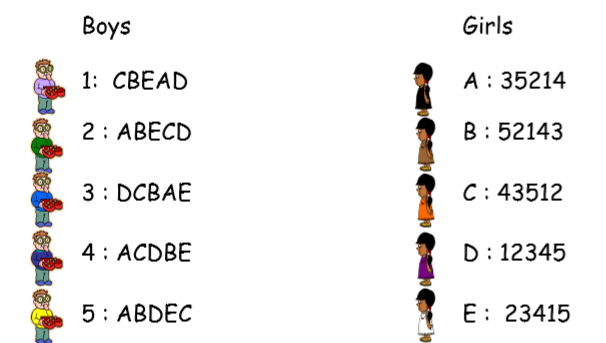 Boys
Girls
1: CBEAD
A : 35214
2 : ABECD
B : 52143
3 : DCBAE
C : 43512
4 : ACDBE
D : 12345
5 : ABDEC
E : 23415